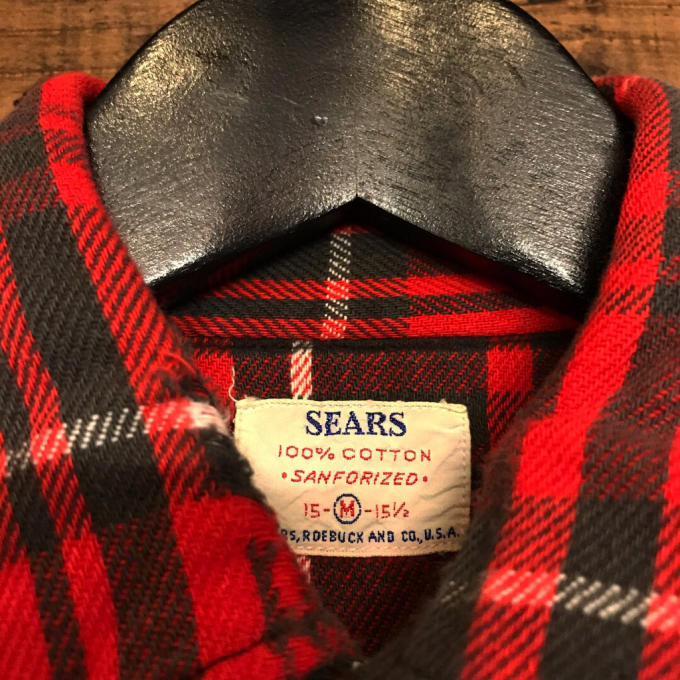 SEARS
100% COTTON
•SANFORIZED•
15-M-15½
ROEBUCK AND CO., U.S.A.